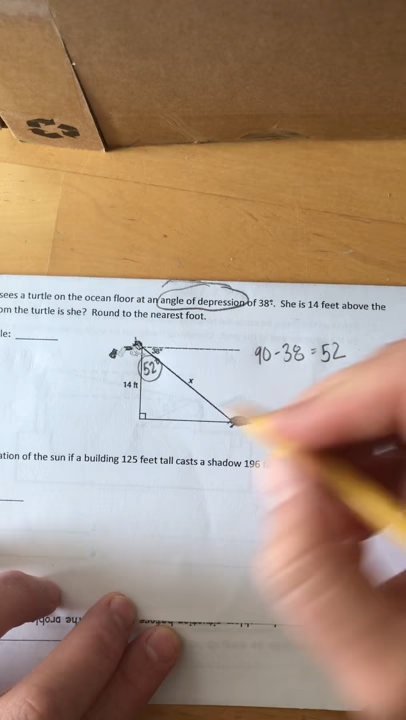 sees a turtle on the ocean floor at an angle of depression of 38°. She is 14 feet above the
om the turtle is she? Round to the nearest foot.
le:
38°
90-38=52
52°
x
14 ft
ation of the sun if a building 125 feet tall casts a shadow 196